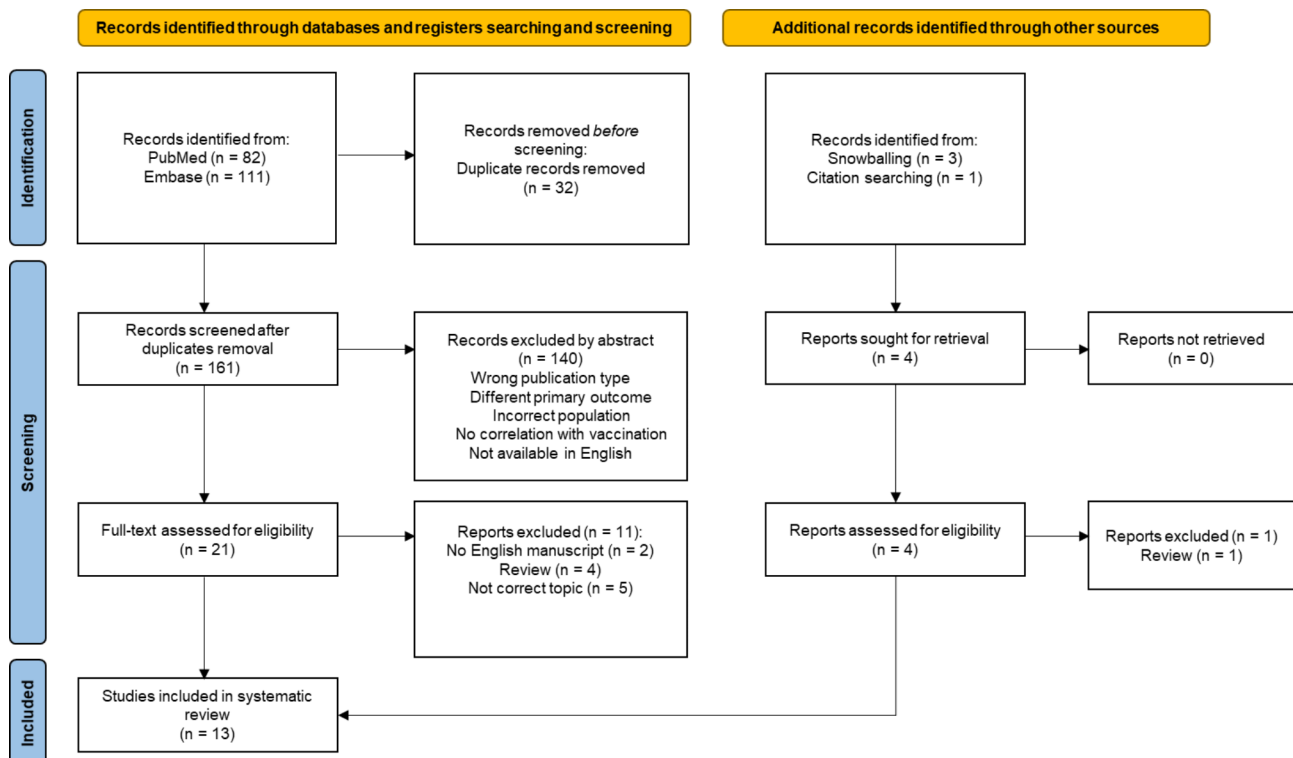 Records identified through databases and registers searching and screening
Additional records identified through other sources
Identification
Records identified from:
PubMed (n = 82)
Embase (n = 111)
Records removed before
screening:
Duplicate records removed
(n = 32)
Records identified from:
Snowballing (n = 3)
Citation searching (n = 1)
Screening
Records screened after
duplicates removal
(n = 161)
Records excluded by abstract
(n = 140)
Wrong publication type
Different primary outcome
Incorrect population
No correlation with vaccination
Not available in English
Reports sought for retrieval
(n = 4)
Reports not retrieved
(n = 0)
Full-text assessed for eligibility
(n = 21)
Reports excluded (n = 11):
No English manuscript (n = 2)
Review (n = 4)
Not correct topic (n = 5)
Reports assessed for eligibility
(n = 4)
Reports excluded (n = 1)
Review (n = 1)
Included
Studies included in systematic
review
(n = 13)